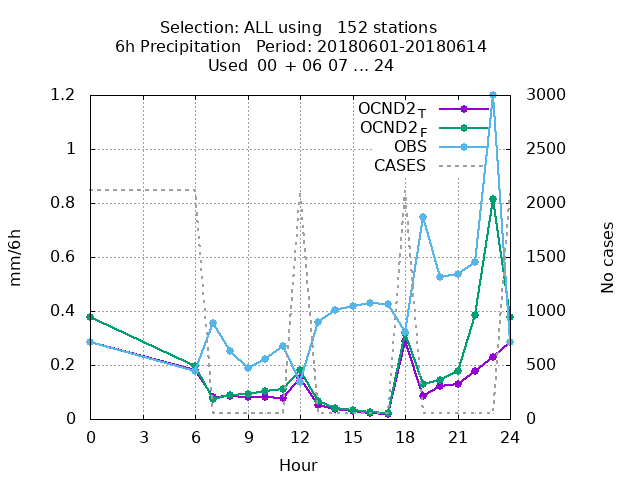 Selection: ALL using   152 stations
6h Precipitation   Period: 20180601-20180614
Used  00 + 06 07 ... 24
1.2
1
0.8
0.6
0.4
0.2
0
mm/6h
3000
2500
2000
1500
1000
500
0
No cases
OCND2T
OCND2F
OBS
CASES
0 3 6 9 12 15 18 21 24
Hour